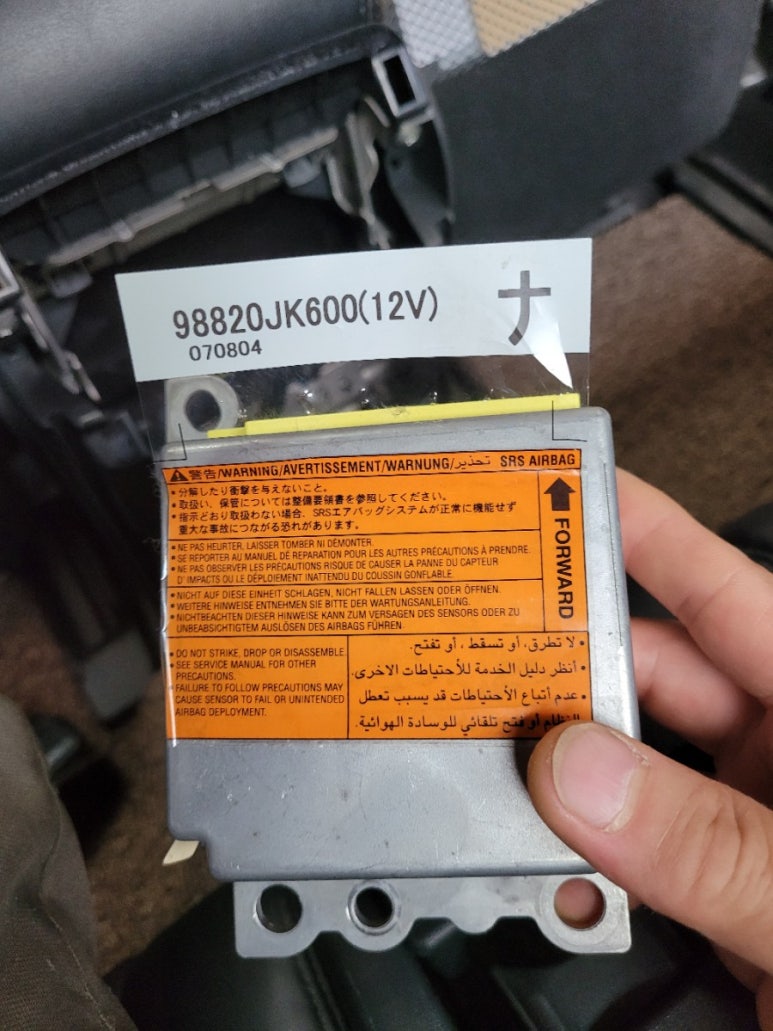 98820JK600(12V)
ナ
070804
警告/WARNING/AVERTISSEMENT/WARNUNG/تحذير SRS AIRBAG
• 分解したり衝撃を与えないこと。
• 取扱い、保管については整備要領書を参照してください。
• 指示どおり取扱わない場合、SRSエアバッグシステムが正常に機能せず
重大な事故につながる恐れがあります。
FORWARD
• NE PAS HEURTER, LAISSER TOMBER NI DÉMONTER.
• SE REPORTER AU MANUEL DE RÉPARATION POUR LES AUTRES PRÉCAUTIONS À PRENDRE.
• NE PAS OBSERVER LES PRÉCAUTIONS RISQUE DE CAUSER LA PANNE DU CAPTEUR
D'IMPACTS OU LE DÉPLOIEMENT INATTENDU DU COUSSIN GONFLABLE.
• NICHT AUF DIESE EINHEIT SCHLAGEN, NICHT FALLEN LASSEN ODER ÖFFNEN.
• WEITERE HINWEISE ENTNEHMEN SIE BITTE DER WARTUNGSANLEITUNG.
• NICHTBEACHTEN DIESER HINWEISE KANN ZUM VERSAGEN DES SENSORS ODER ZU
UNBEABSICHTIGTEM AUSLÖSEN DES AIRBAGS FÜHREN.
• DO NOT STRIKE, DROP OR DISASSEMBLE.
• SEE SERVICE MANUAL FOR OTHER
PRECAUTIONS.
• FAILURE TO FOLLOW PRECAUTIONS MAY
CAUSE SENSOR TO FAIL OR UNINTENDED
AIRBAG DEPLOYMENT.
• لا تطرق، أو تسقط ، أو تفتح.
• أنظر دليل الخدمة للأحتياطات الاخرى.
• عدم أتباع الأحتياطات قد يسبب تعطل
النظام أو فتح تلقائي للوسادة الهوائية.